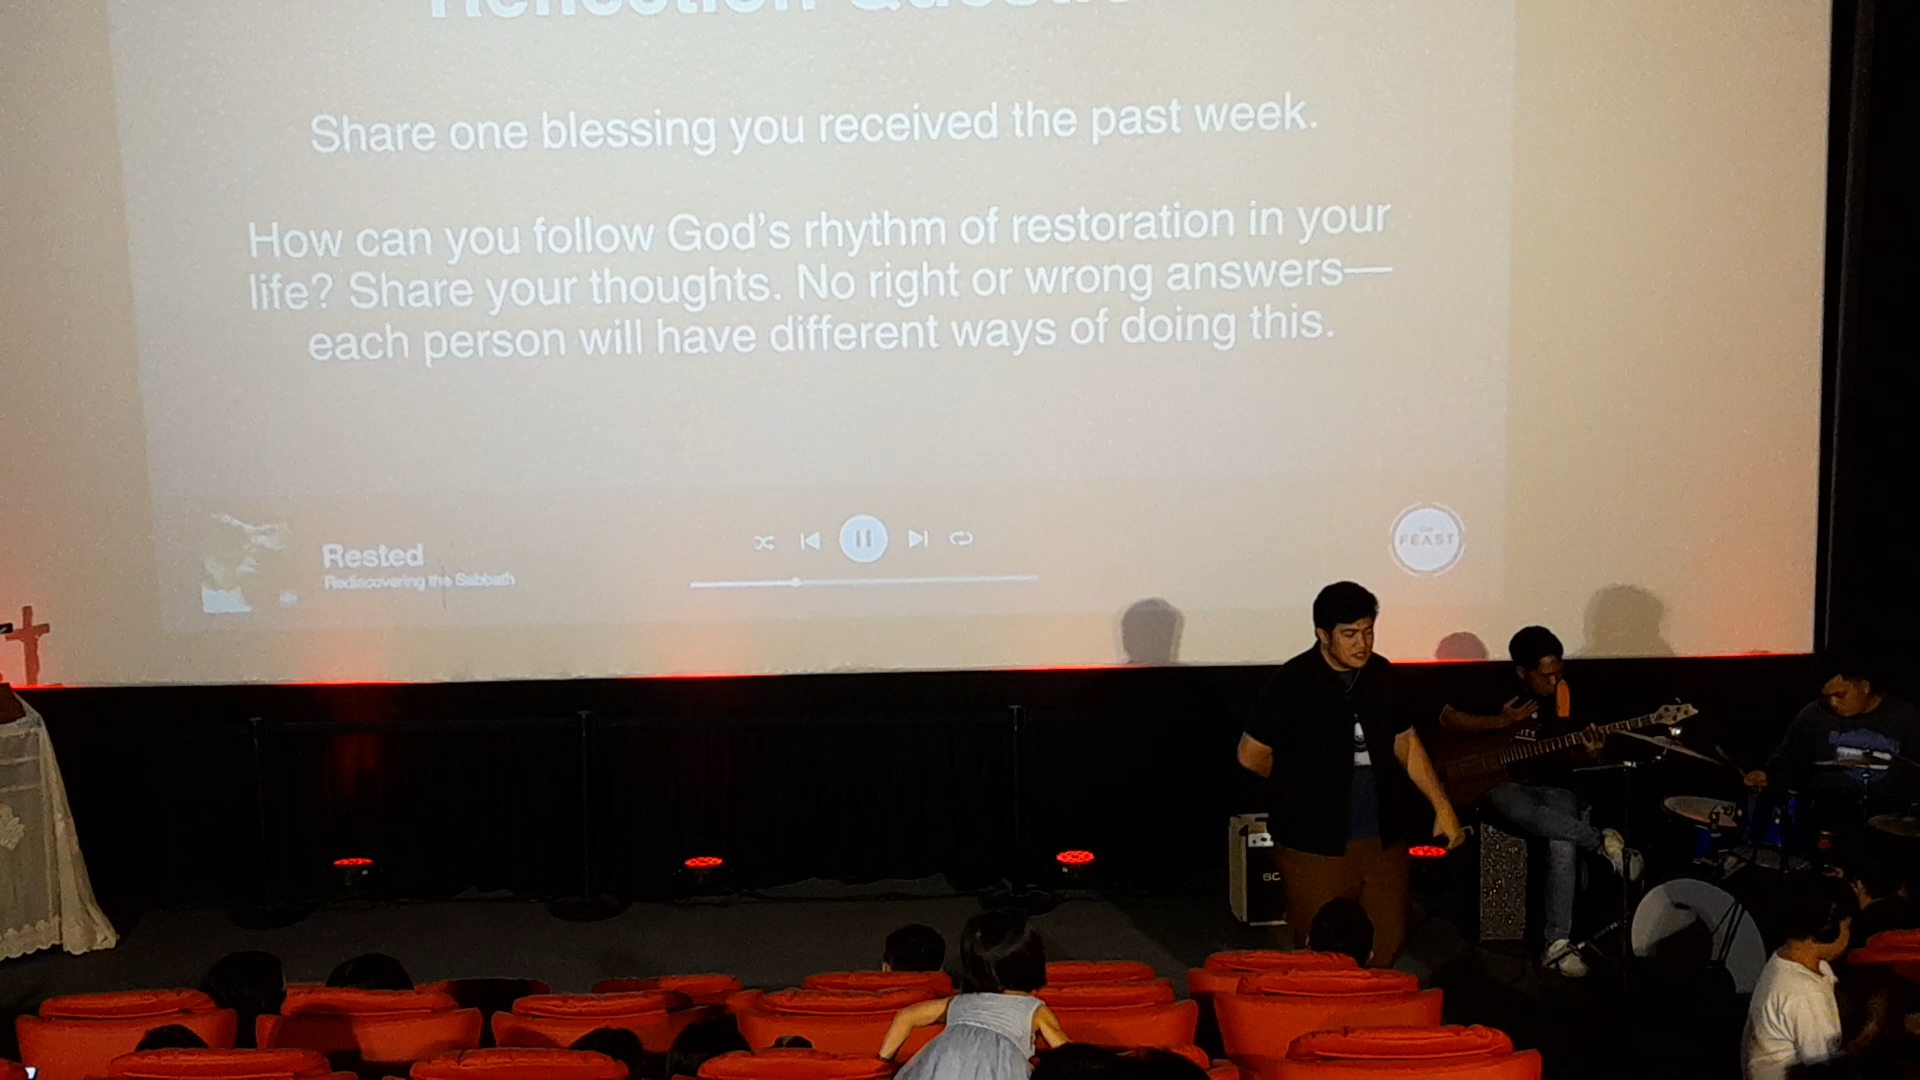 Reflection Questions
Share one blessing you received the past week.
How can you follow God's rhythm of restoration in your
life? Share your thoughts. No right or wrong answers—
each person will have different ways of doing this.
Rested
Rediscovering the Sabbath
FEAST